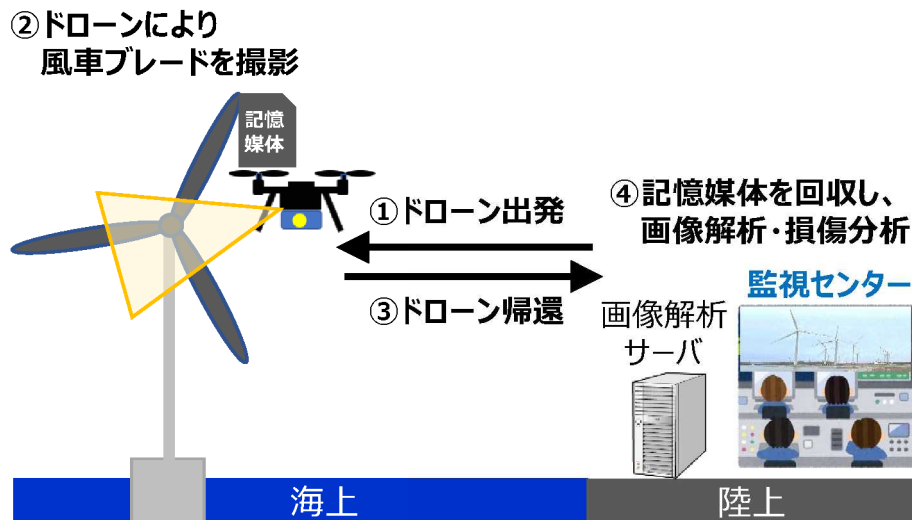 ②ドローンにより
風車ブレードを撮影
記憶
媒体
①ドローン出発
③ドローン帰還
④記憶媒体を回収し、
画像解析・損傷分析
監視センター
画像解析
サーバ
海上
陸上